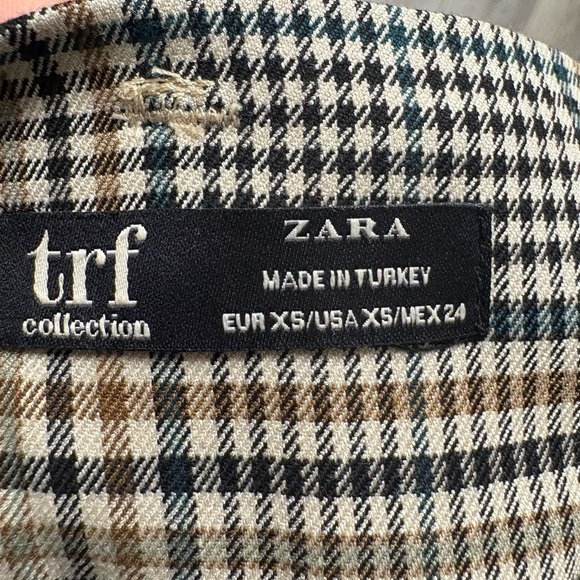 trf
collection
ZARA
MADE IN TURKEY
EUR XS/USA XS/MEX 24